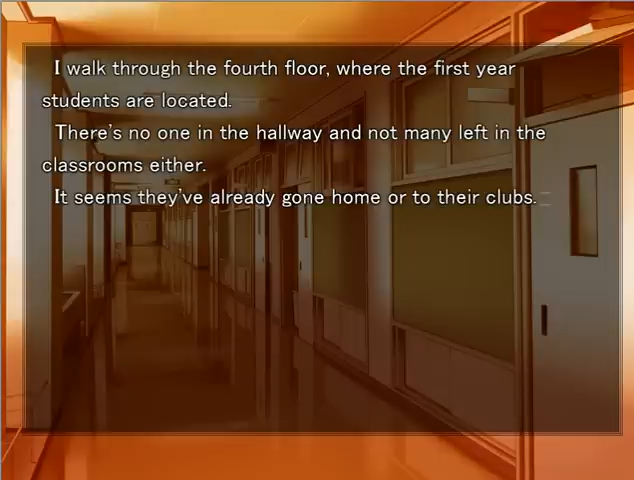 I walk through the fourth floor, where the first year
students are located.
There's no one in the hallway and not many left in the
classrooms either.
It seems they've already gone home or to their clubs.